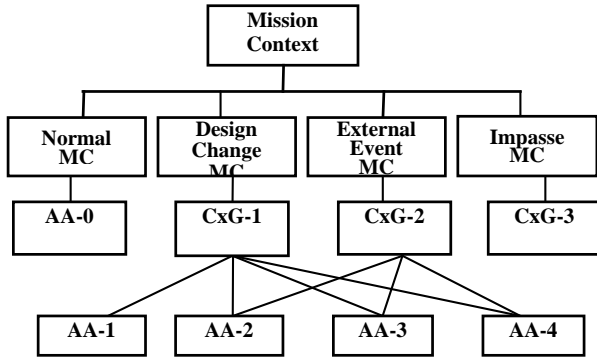 Mission
Context
Normal
MC
Design
Change
MC
External
Event
MC
Impasse
MC
AA-0
CxG-1
CxG-2
CxG-3
AA-1
AA-2
AA-3
AA-4